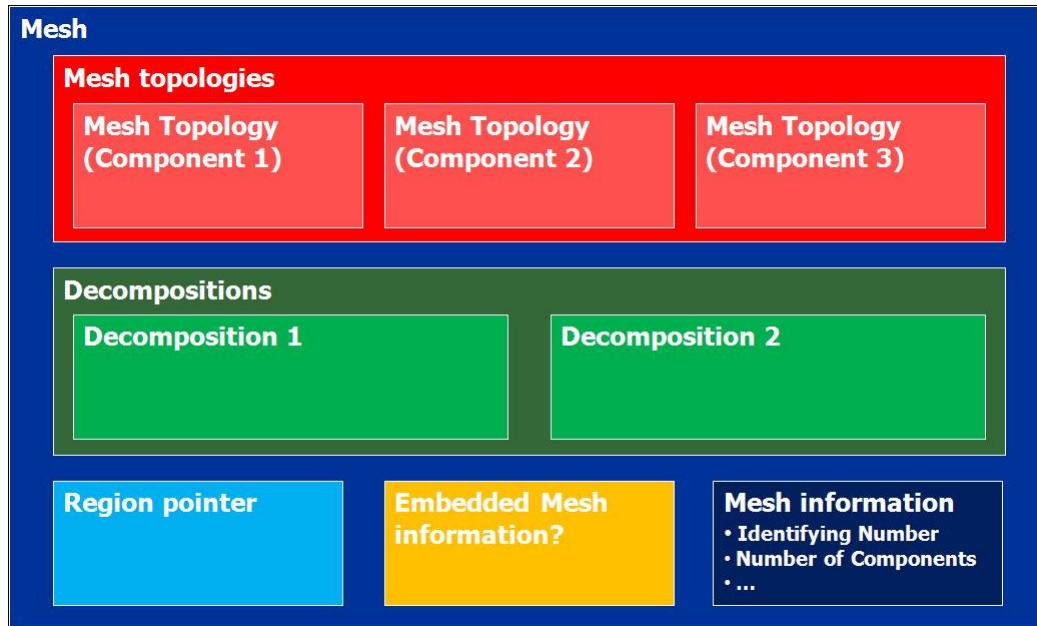 Mesh
Mesh topologies
Mesh Topology
(Component 1)
Mesh Topology
(Component 2)
Mesh Topology
(Component 3)
Decompositions
Decomposition 1
Decomposition 2
Region pointer
Embedded Mesh
information?
Mesh information
• Identifying Number
• Number of Components
• ...